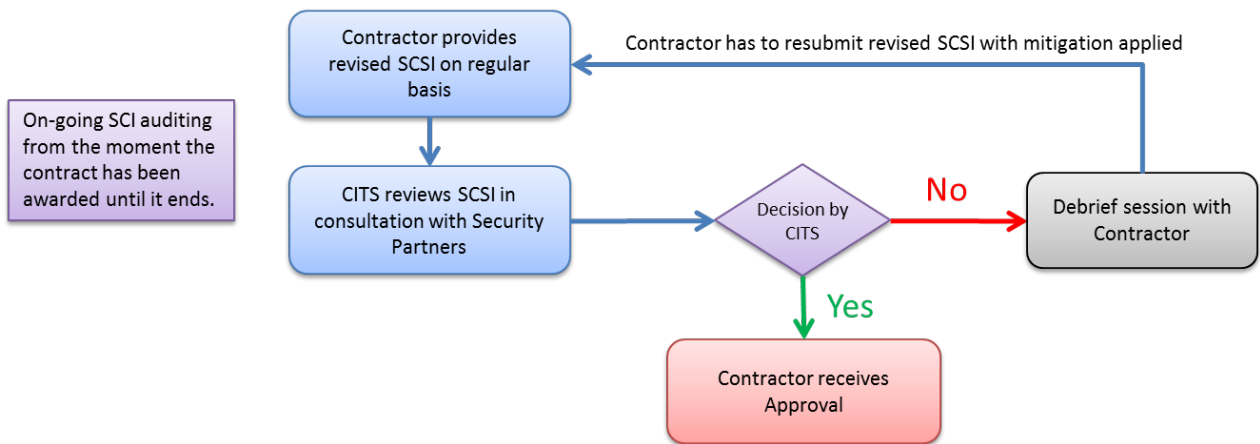 Contractor provides
revised SCSI on regular
basis
Contractor has to resubmit revised SCSI with mitigation applied
On-going SCI auditing
from the moment the
contract has been
awarded until it ends.
CITS reviews SCSI in
consultation with Security
Partners
Decision by
CITS
No
Debrief session with
Contractor
Yes
Contractor receives
Approval